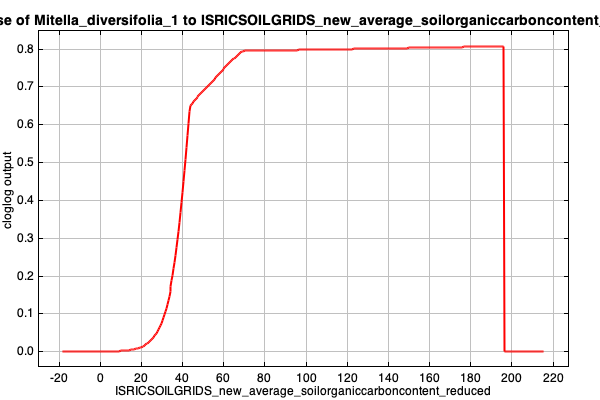 se of Mitella_diversifolia_1 to ISRICSOILGRIDS_new_average_soilorganiccarboncontent_
0.8
0.7
0.6
0.5
0.4
0.3
0.2
0.1
0.0
cloglog output
-20 0 20 40 60 80 100 120 140 160 180 200 220
ISRICSOILGRIDS_new_average_soilorganiccarboncontent_reduced